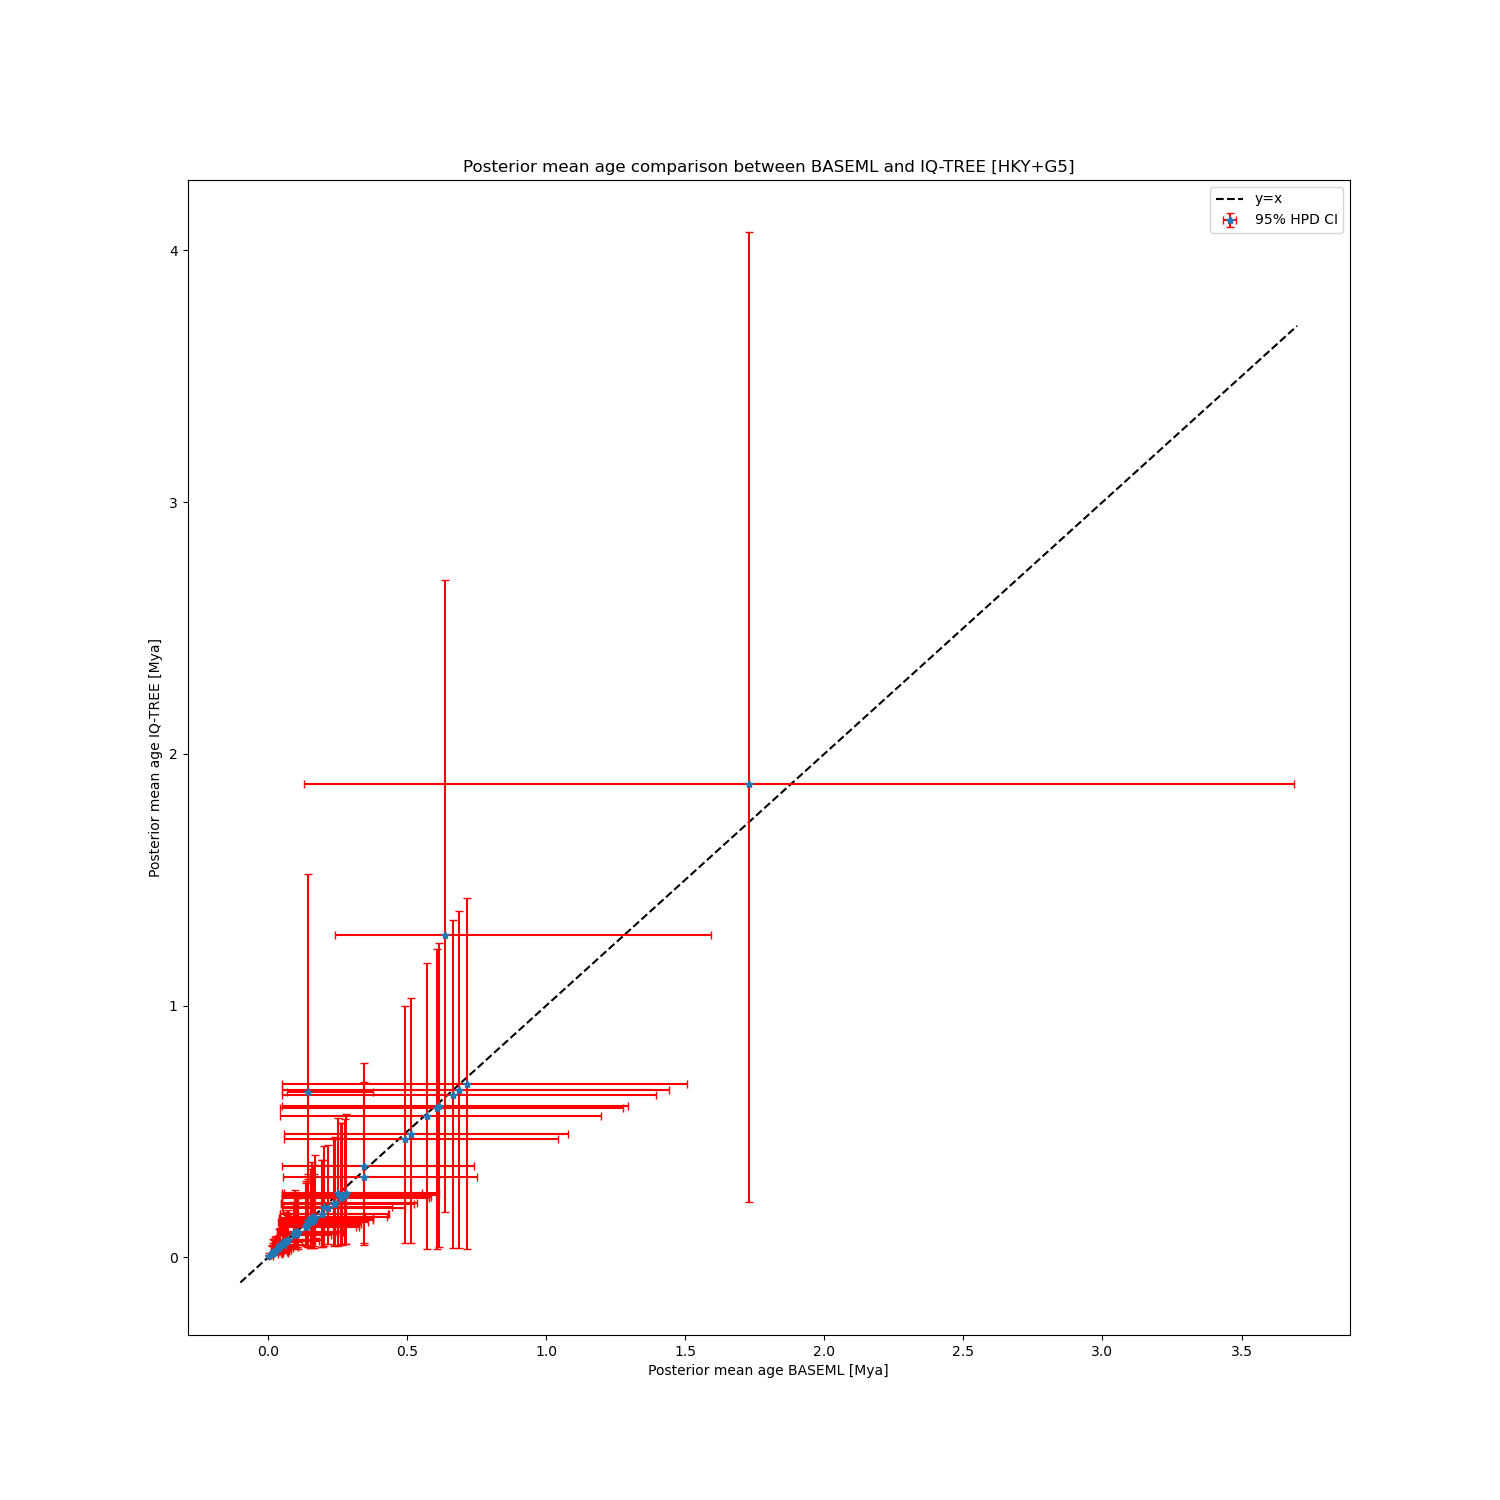 Posterior mean age comparison between BASEML and IQ-TREE [HKY+G5]
y=x
95% HPD CI
4
3
2
1
0
Posterior mean age IQ-TREE [Mya]
0.0 0.5 1.0 1.5 2.0 2.5 3.0 3.5
Posterior mean age BASEML [Mya]